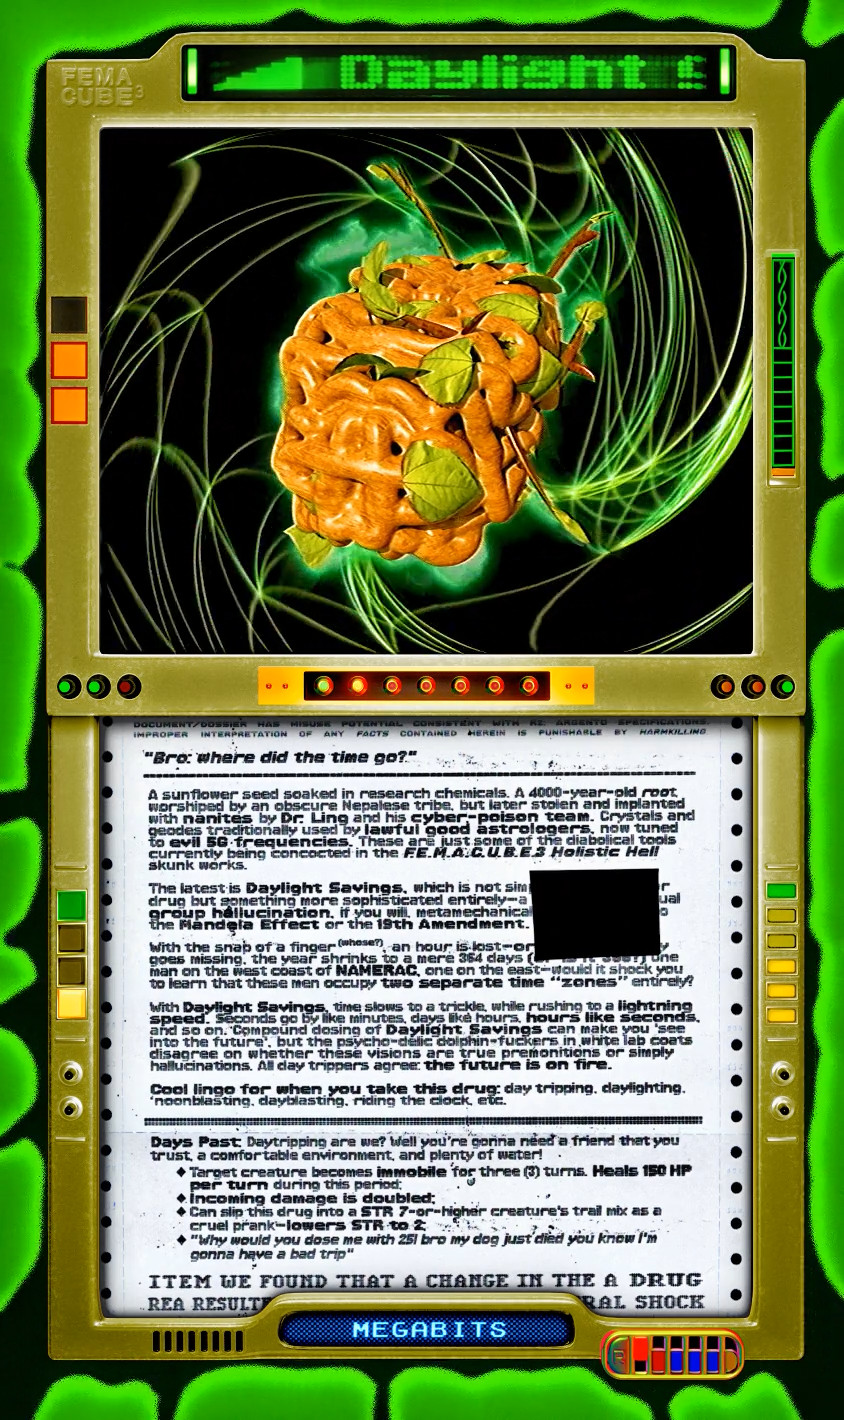 FEMA
CUBE³
Daylight S
DOCUMENT/DOSSIER HAS MISUSE POTENTIAL CONSISTENT WITH R2: ARGENTO SPECIFICATIONS.
IMPROPER INTERPRETATION OF ANY FACTS CONTAINED HEREIN IS PUNISHABLE BY HARMKILLING
"Bro: where did the time go?"
A sunflower seed soaked in research chemicals. A 4000-year-old root,
worshiped by an obscure Nepalese tribe, but later stolen and implanted
with nanites by Dr. Ling and his cyber-poison team. Crystals and
geodes traditionally used by lawful good astrologers, now tuned
to evil 5G frequencies. These are just some of the diabolical tools
currently being concocted in the F.E.M.A.C.U.B.E.3 Holistic Hell
skunk works.
The latest is Daylight Savings, which is not sim
drug but something more sophisticated entirely—a ual
group hallucination, if you will, metamechanical o
the Mandela Effect or the 19th Amendment.
With the snap of a finger (whose?), an hour is lost—or y
goes missing, the year shrinks to a mere 364 days (or is it 366?) One
man on the west coast of NAMERAC, one on the east—would it shock you
to learn that these men occupy two separate time "zones" entirely?
With Daylight Savings, time slows to a trickle, while rushing to a lightning
speed. Seconds go by like minutes, days like hours, hours like seconds,
and so on. Compound dosing of Daylight Savings can make you 'see
into the future', but the psycho-delic dolphin-fuckers in white lab coats
disagree on whether these visions are true premonitions or simply
hallucinations. All day trippers agree: the future is on fire.
Cool lingo for when you take this drug: day tripping, daylighting,
'noonblasting, dayblasting, riding the clock, etc.
Days Past: Daytripping are we? Well you're gonna need a friend that you
trust, a comfortable environment, and plenty of water!
♦ Target creature becomes immobile for three (3) turns. Heals 150 HP
per turn during this period;
♦ Incoming damage is doubled;
♦ Can slip this drug into a STR 7-or-higher creature's trail mix as a
cruel prank—lowers STR to 2;
♦ "Why would you dose me with 25I bro my dog just died you know I'm
gonna have a bad trip"
ITEM WE FOUND THAT A CHANGE IN THE A DRUG
REA RESULT RAL SHOCK
MEGABITS